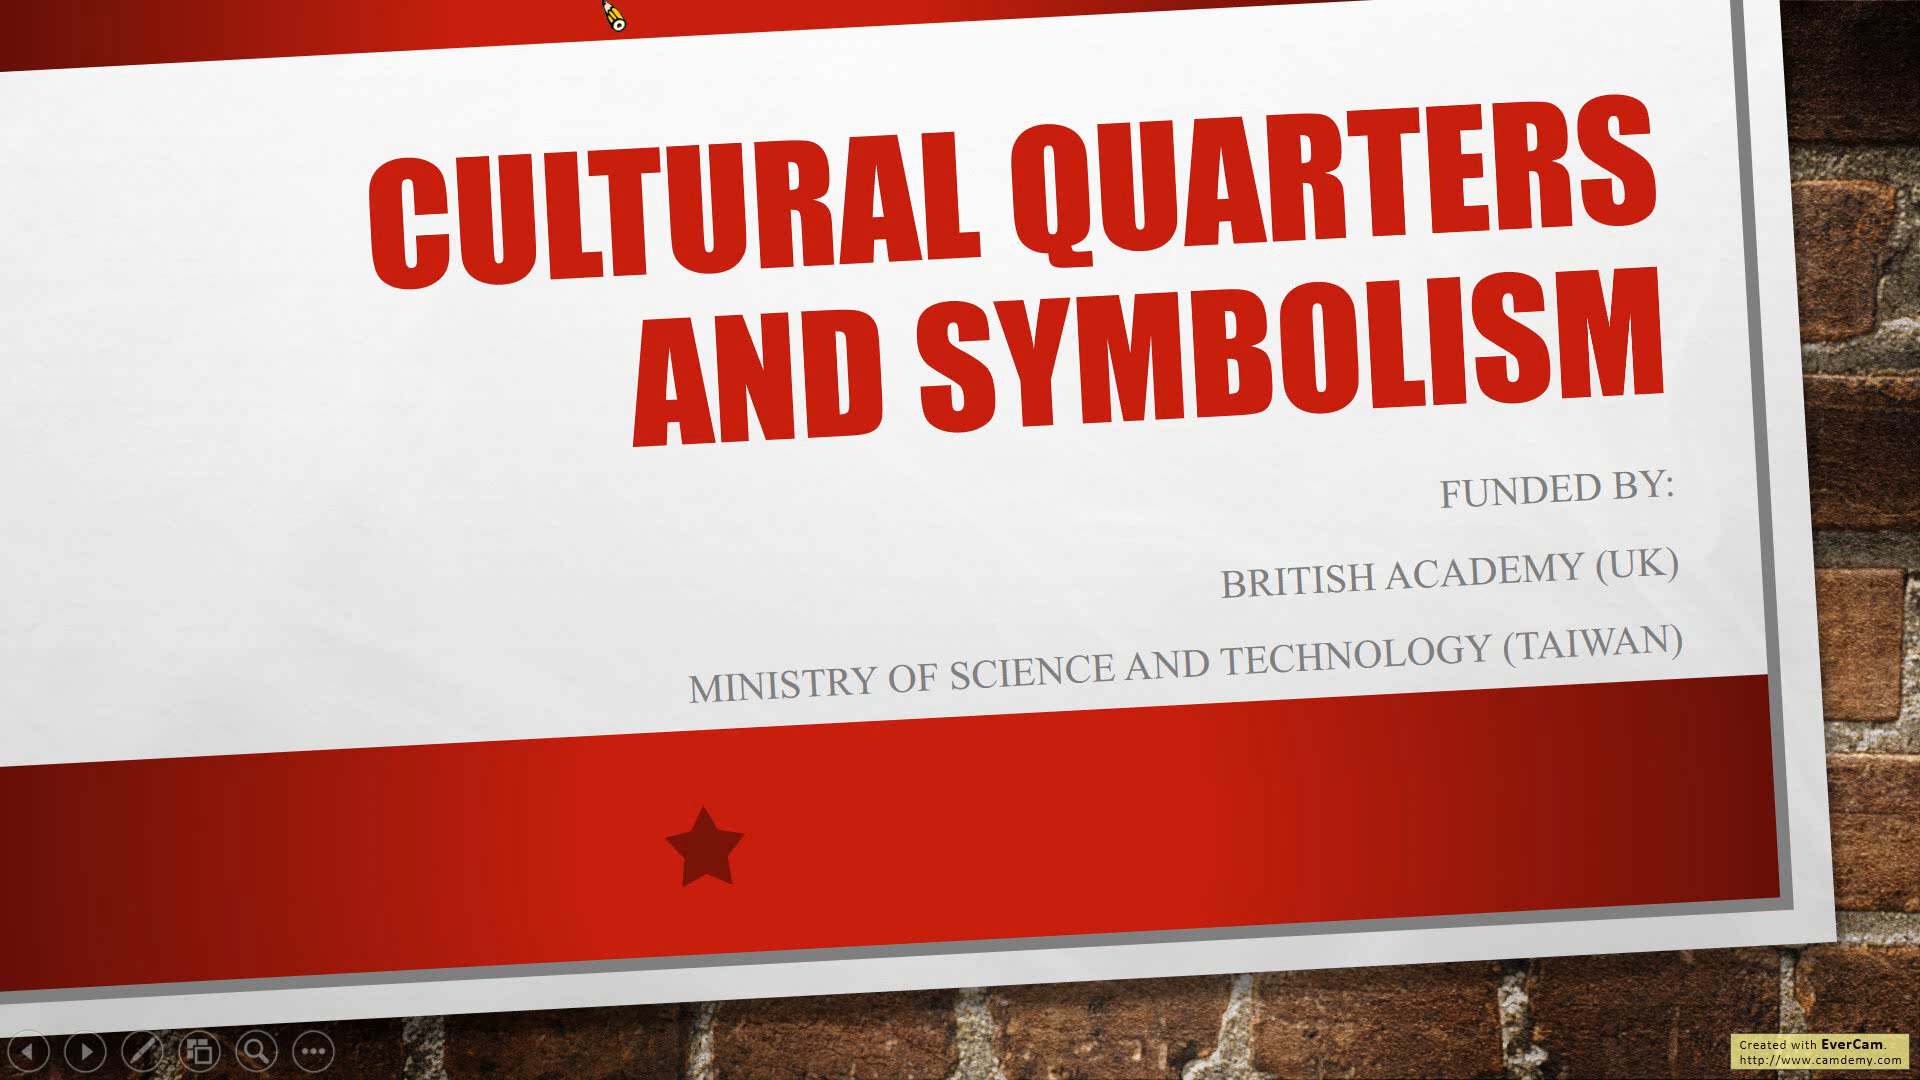 CULTURAL QUARTERS
AND SYMBOLISM
FUNDED BY:
BRITISH ACADEMY (UK)
MINISTRY OF SCIENCE AND TECHNOLOGY (TAIWAN)
Created with EverCam.
http://www.camdemy.com